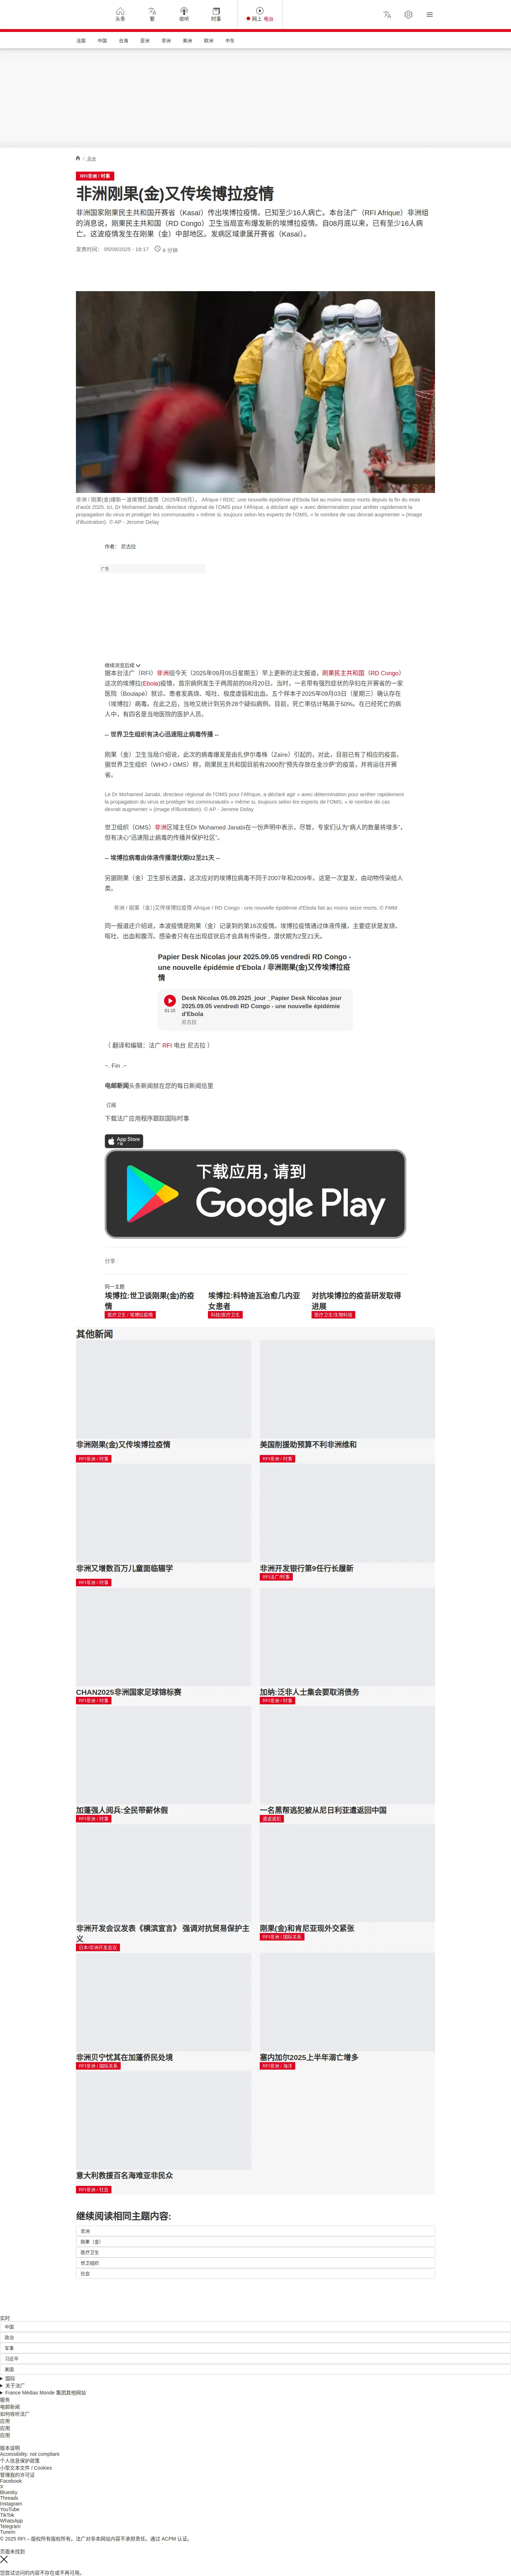 头条
繁
收听
时事
网上 电台
法国
中国
台海
亚洲
非洲
美洲
欧洲
中东
/ 非洲
RFI非洲 / 时事
非洲刚果(金)又传埃博拉疫情
非洲国家刚果民主共和国开赛省（Kasaï）传出埃博拉疫情。已知至少16人病亡。本台法广（RFI Afrique）非洲组
的消息说，刚果民主共和国（RD Congo）卫生当局宣布爆发新的埃博拉疫情。自08月底以来，已有至少16人病
亡。这波疫情发生在刚果（金）中部地区。发病区域隶属开赛省（Kasaï）。
发表时间： 05/09/2025 - 18:17
8 分钟
非洲 / 刚果(金)爆新一波埃博拉疫情（2025年08月）。 Afrique / RDC: une nouvelle épidémie d'Ebola fait au moins seize morts depuis la fin du mois
d'août 2025. Ici, Dr Mohamed Janabi, directeur régional de l'OMS pour l'Afrique, a déclaré agir « avec détermination pour arrêter rapidement la
propagation du virus et protéger les communautés » même si, toujours selon les experts de l'OMS, « le nombre de cas devrait augmenter » (image
d'illustration). © AP - Jerome Delay
作者： 尼古拉
广告
继续浏览后续
据本台法广（RFI）非洲组今天（2025年09月05日星期五）早上更新的法文报道，刚果民主共和国（RD Congo）
这次的埃博拉(Ebola)疫情，首宗病例发生于两周前的08月20日。当时，一名带有强烈症状的孕妇在开赛省的一家
医院（Boulapé）就诊。患者发高烧、呕吐、极度虚弱和出血。五个样本于2025年09月03日（星期三）确认存在
（埃博拉）病毒。在此之后，当地又统计到另外28个疑似病例。目前，死亡率估计略高于50%。在已经死亡的病
人中，有四名是当地医院的医护人员。
-- 世界卫生组织有决心迅速阻止病毒传播 --
刚果（金）卫生当局介绍说，此次的病毒爆发是由扎伊尔毒株（Zaïre）引起的，对此，目前已有了相应的疫苗。
据世界卫生组织（WHO / OMS）称，刚果民主共和国目前有2000剂“预先存放在金沙萨”的疫苗，并将运往开赛
省。
Le Dr Mohamed Janabi, directeur régional de l'OMS pour l'Afrique, a déclaré agir « avec détermination pour arrêter rapidement
la propagation du virus et protéger les communautés » même si, toujours selon les experts de l'OMS, « le nombre de cas
devrait augmenter » (image d'illustration). © AP - Jerome Delay
世卫组织（OMS）非洲区域主任Dr Mohamed Janabi在一份声明中表示，尽管，专家们认为“病人的数量将增多”，
但有决心“迅速阻止病毒的传播并保护社区”。
-- 埃博拉病毒由体液传播潜伏期02至21天 --
另据刚果（金）卫生部长透露，这次应对的埃博拉病毒不同于2007年和2009年。这是一次复发，由动物传染给人
类。
非洲 / 刚果（金)又传埃博拉疫情 Afrique / RD Congo : une nouvelle épidémie d'Ebola fait au moins seize morts. © FMM
同一报道还介绍说，本波疫情是刚果（金）记录到的第16次疫情。埃博拉疫情通过体液传播，主要症状是发烧、
呕吐、出血和腹泻。感染者只有在出现症状后才会具有传染性，潜伏期为2至21天。
Papier Desk Nicolas jour 2025.09.05 vendredi RD Congo -
une nouvelle épidémie d'Ebola / 非洲刚果(金)又传埃博拉疫
情
01:15
Desk Nicolas 05.09.2025_jour _Papier Desk Nicolas jour
2025.09.05 vendredi RD Congo - une nouvelle épidémie
d'Ebola
尼古拉
（ 翻译和编辑：法广 RFI 电台 尼古拉 ）
~. Fin .~
电邮新闻头条新闻就在您的每日新闻信里
订阅
下载法广应用程序跟踪国际时事
App Store
下载
下载应用，请到
Google Play
分享 :
同一主题
埃博拉:世卫谈刚果(金)的疫
情
医疗卫生 / 埃博拉疫情
埃博拉:科特迪瓦治愈几内亚
女患者
科技/医疗卫生
对抗埃博拉的疫苗研发取得
进展
医疗卫生/生物科技
其他新闻
非洲刚果(金)又传埃博拉疫情
RFI非洲 / 时事
美国削援助预算不利非洲维和
RFI非洲 / 时事
非洲又增数百万儿童面临辍学
RFI非洲 / 时事
非洲开发银行第9任行长履新
RFI法广/时事
CHAN2025非洲国家足球锦标赛
RFI非洲 / 时事
加纳:泛非人士集会要取消债务
RFI非洲 / 时事
加蓬强人阅兵:全民带薪休假
RFI非洲 / 时事
一名黑帮逃犯被从尼日利亚遣返回中国
遣返逃犯
非洲开发会议发表《横滨宣言》 强调对抗贸易保护主
义
日本/非洲开发会议
刚果(金)和肯尼亚现外交紧张
RFI非洲 / 国际关系
非洲贝宁忧其在加蓬侨民处境
RFI非洲 / 国际关系
塞内加尔2025上半年溺亡增多
RFI非洲 / 海洋
意大利救援百名海难亚非民众
RFI非洲 / 社会
继续阅读相同主题内容:
非洲
刚果（金）
医疗卫生
世卫组织
社会
实时
中国
政治
军事
习近平
美国
国际
关于法广
France Médias Monde 集团其他网站
服务
电邮新闻
如何收听法广
应用
应用
应用
版本说明
Accessibility: not compliant
个人信息保护政策
小型文本文件 / Cookies
管理我的许可证
Facebook
X
Bluesky
Threads
Instagram
YouTube
TikTok
WhatsApp
Telegram
TuneIn
© 2025 RFI – 版权所有版权所有。法广对非本网站内容不承担责任。通过 ACPM 认证。
页面未找到
您尝试访问的内容不存在或不再可用。